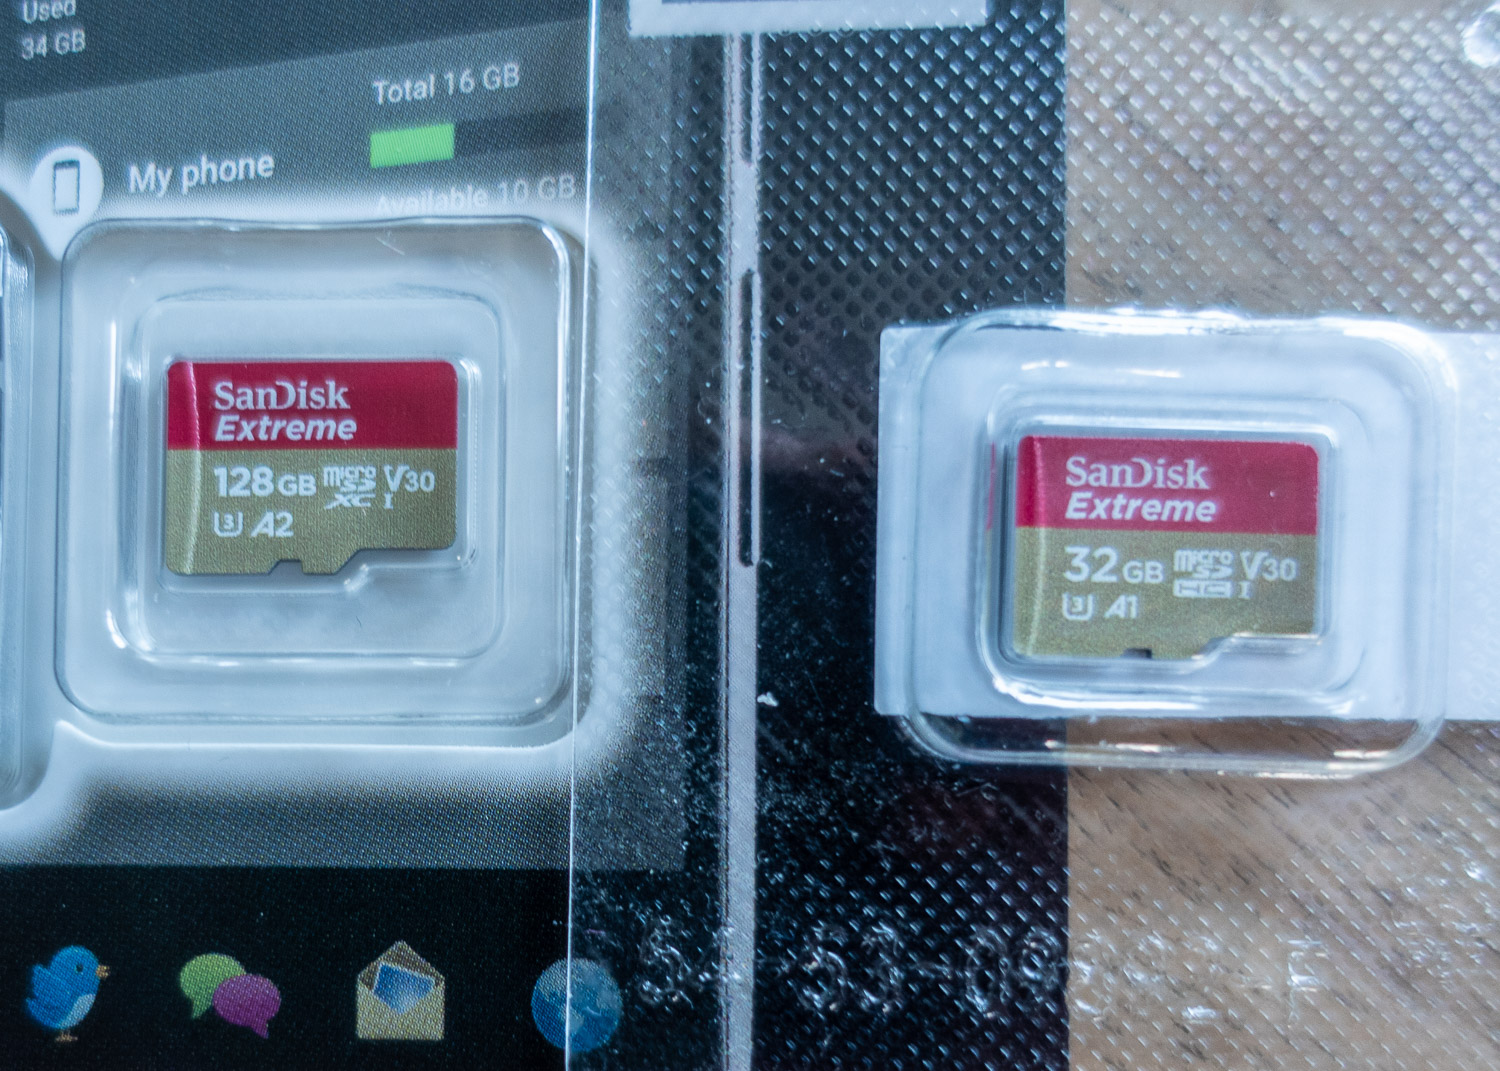 Used
34 GB
Total 16 GB
My phone
Available 10 GB
SanDisk
Extreme
128GB micro SD XC I V30
U3 A2
SanDisk
Extreme
32GB micro SD HC I V30
U3 A1